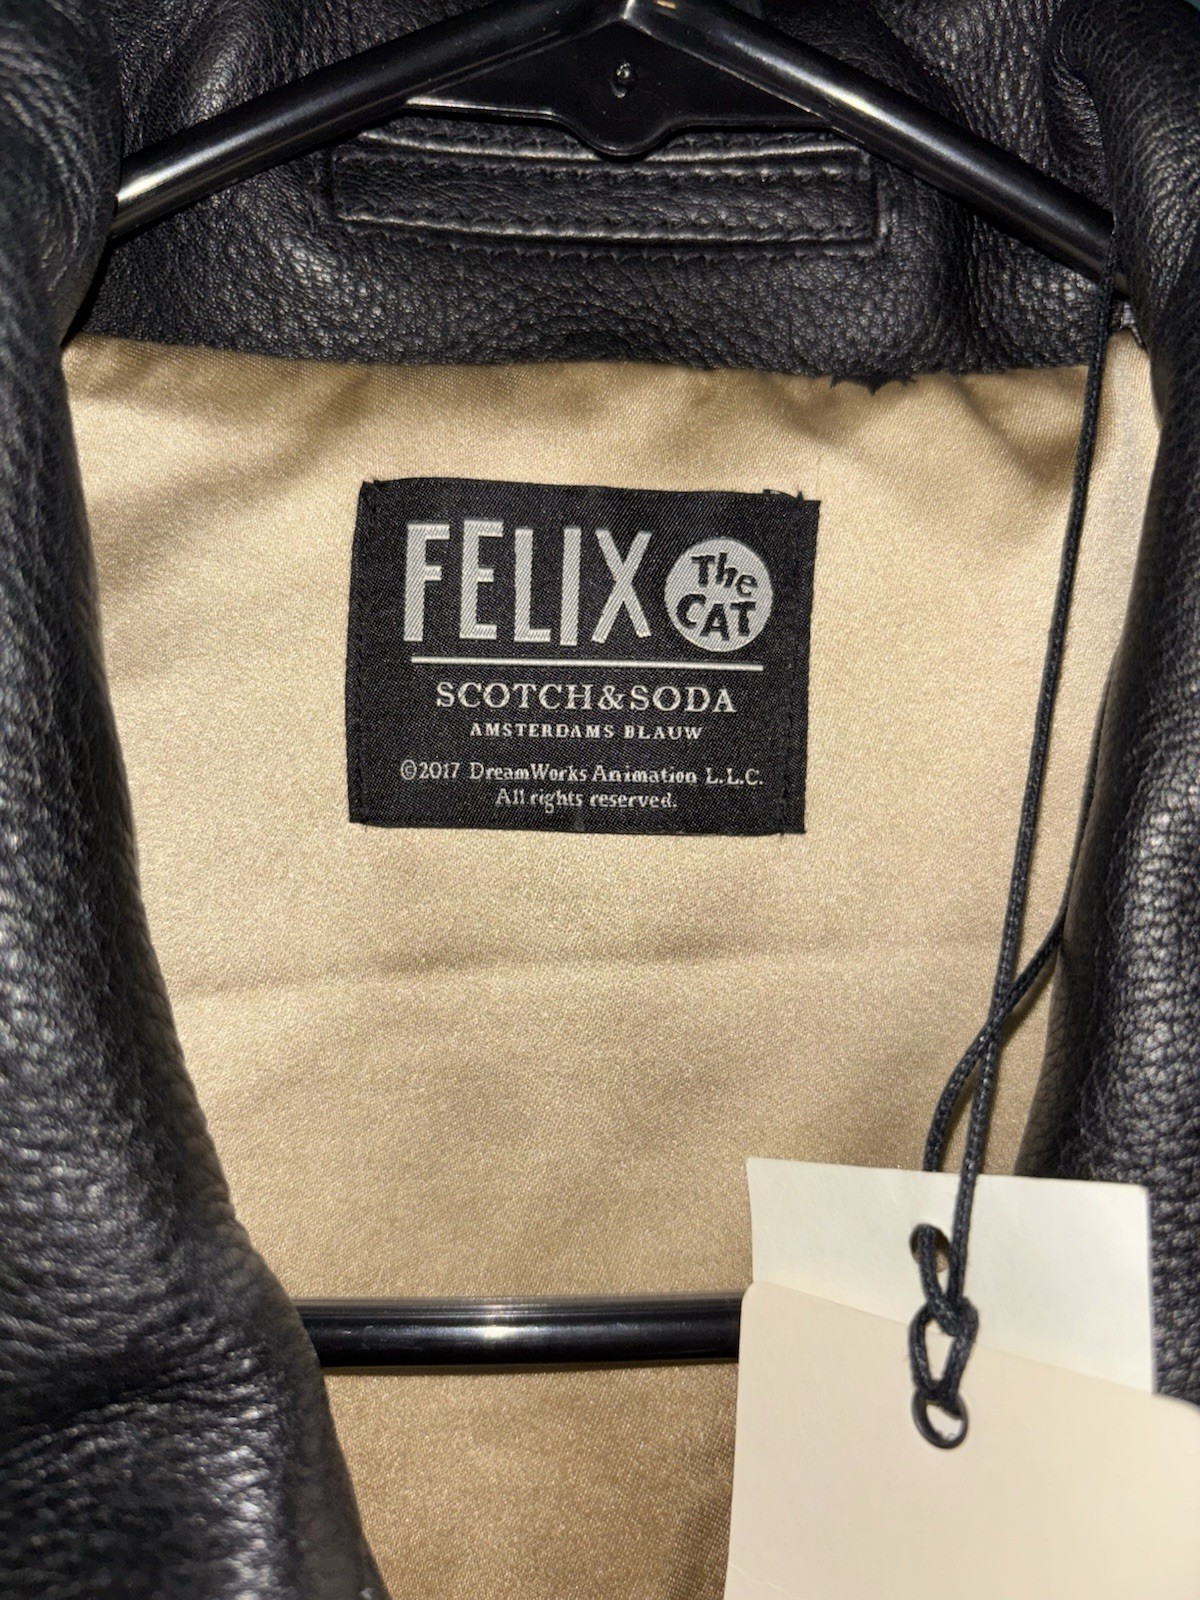 FELIX The CAT
SCOTCH&SODA
AMSTERDAMS BLAUW
©2017 DreamWorks Animation L.L.C.
All rights reserved.